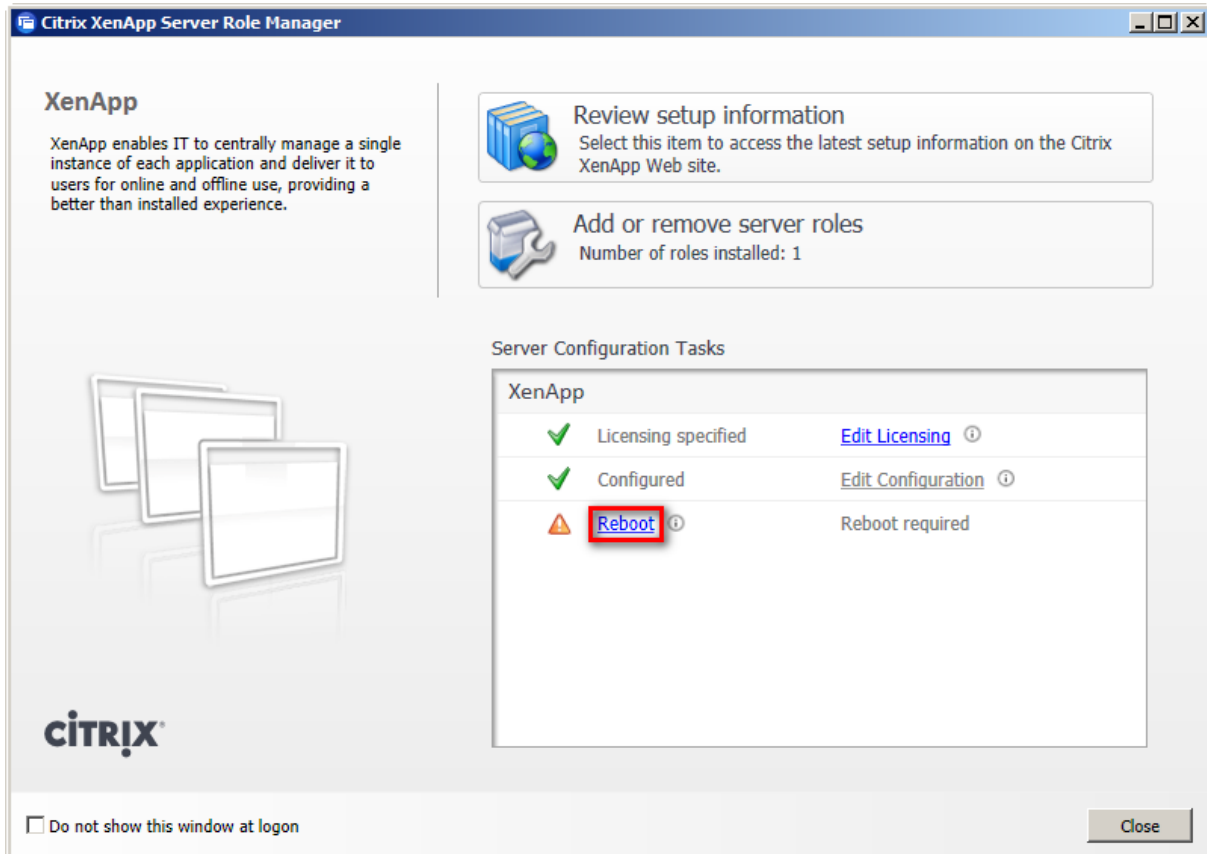 Citrix XenApp Server Role Manager
XenApp
XenApp enables IT to centrally manage a single
instance of each application and deliver it to
users for online and offline use, providing a
better than installed experience.
Review setup information
Select this item to access the latest setup information on the Citrix
XenApp Web site.
Add or remove server roles
Number of roles installed: 1
Server Configuration Tasks
XenApp
Licensing specified Edit Licensing
Configured Edit Configuration
Reboot Reboot required
CITRIX
Do not show this window at logon
Close